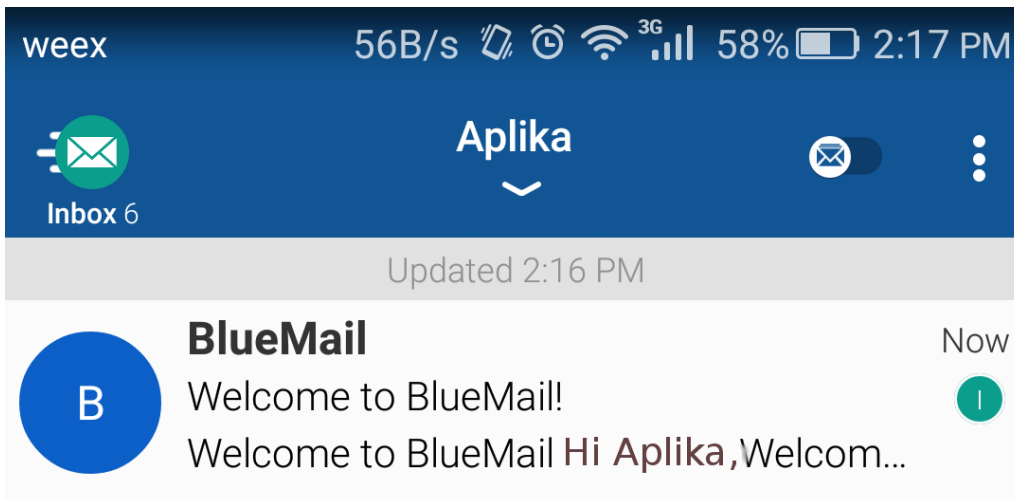 weex 56B/s 3G 58% 2:17 PM
Aplika
Inbox 6
Updated 2:16 PM
BlueMail Now
B
Welcome to BlueMail! I
Welcome to BlueMail Hi Aplika,Welcom...